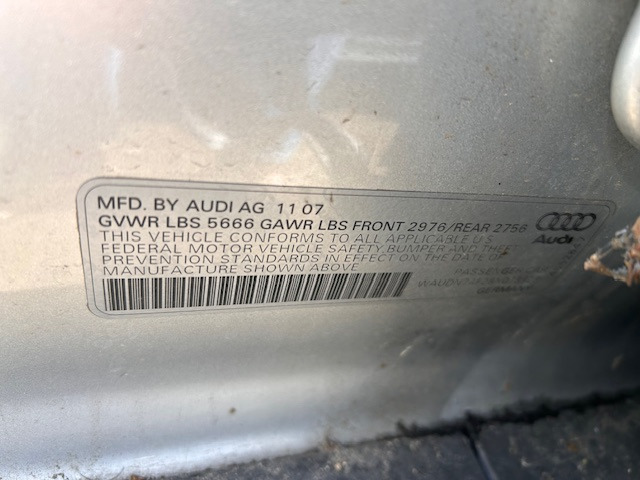 MFD. BY AUDI AG 11 07
GVWR LBS 5666 GAWR LBS FRONT 2976/REAR 2756
THIS VEHICLE CONFORMS TO ALL APPLICABLE U.S.
FEDERAL MOTOR VEHICLE SAFETY, BUMPER AND THEFT
PREVENTION STANDARDS IN EFFECT ON THE DATE OF
MANUFACTURE SHOWN ABOVE
Audi
GERMANY